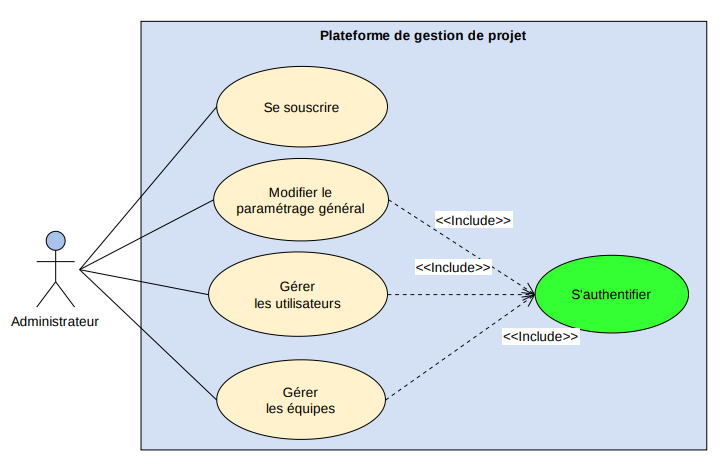 Plateforme de gestion de projet
Se souscrire
Modifier le
paramétrage général
<<Include>>
<<Include>>
Gérer
les utilisateurs
S'authentifier
Administrateur
<<Include>>
Gérer
les équipes